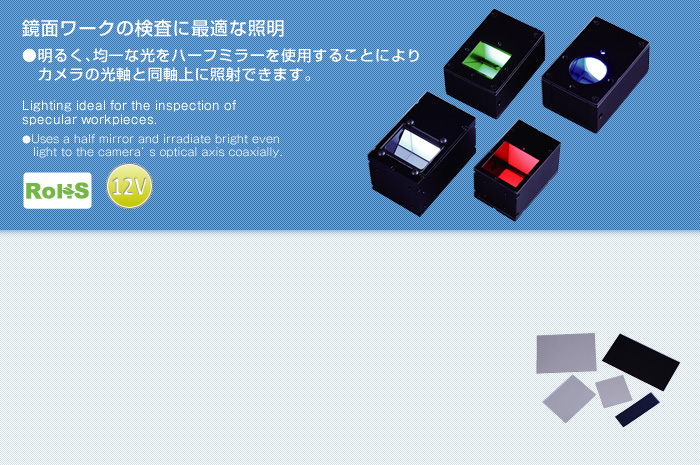 鏡面ワークの検査に最適な照明
●明るく、均一な光をハーフミラーを使用することにより
カメラの光軸と同軸上に照射できます。
Lighting ideal for the inspection of
specular workpieces.
●Uses a half mirror and irradiate bright even
light to the camera's optical axis coaxially.
RoHS
12V